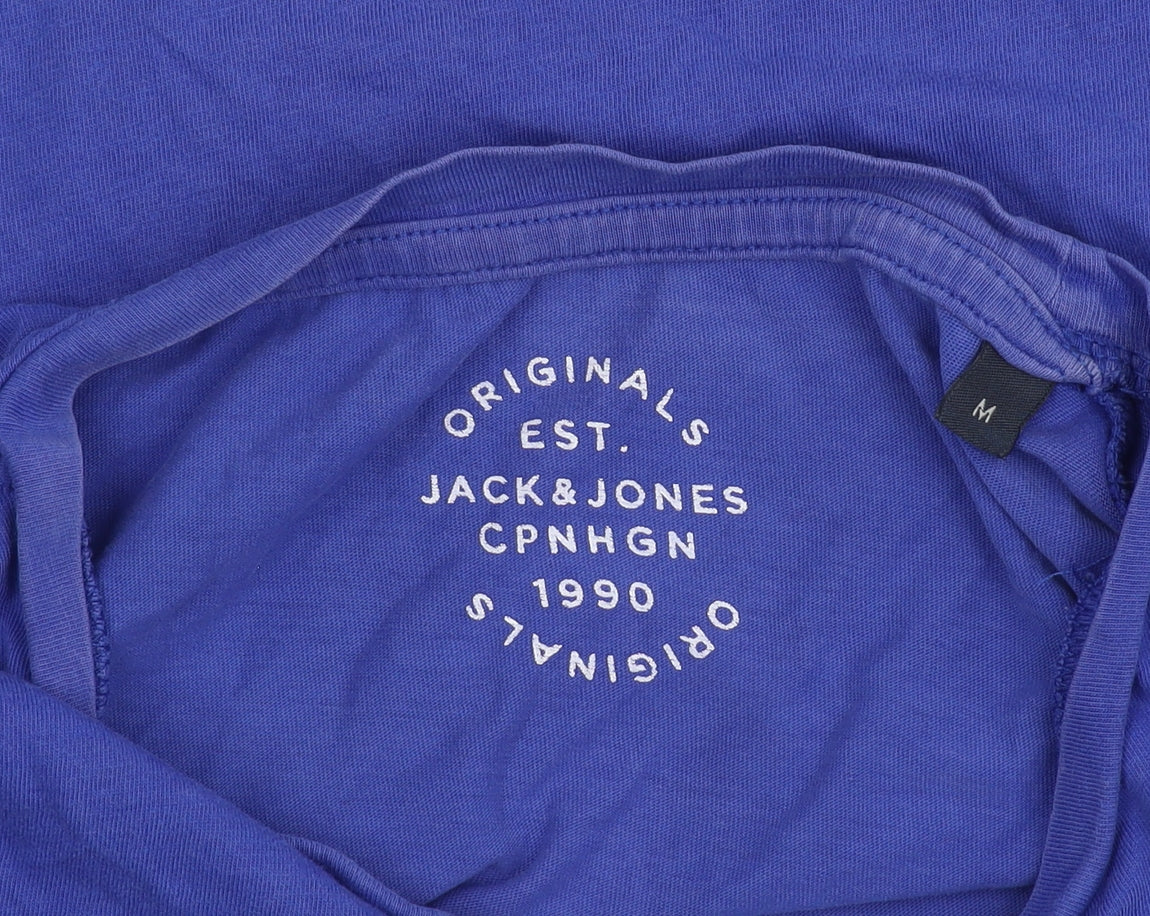 ORIGINALS
EST.
JACK&JONES
CPNHGN
1990
ORIGINALS
M